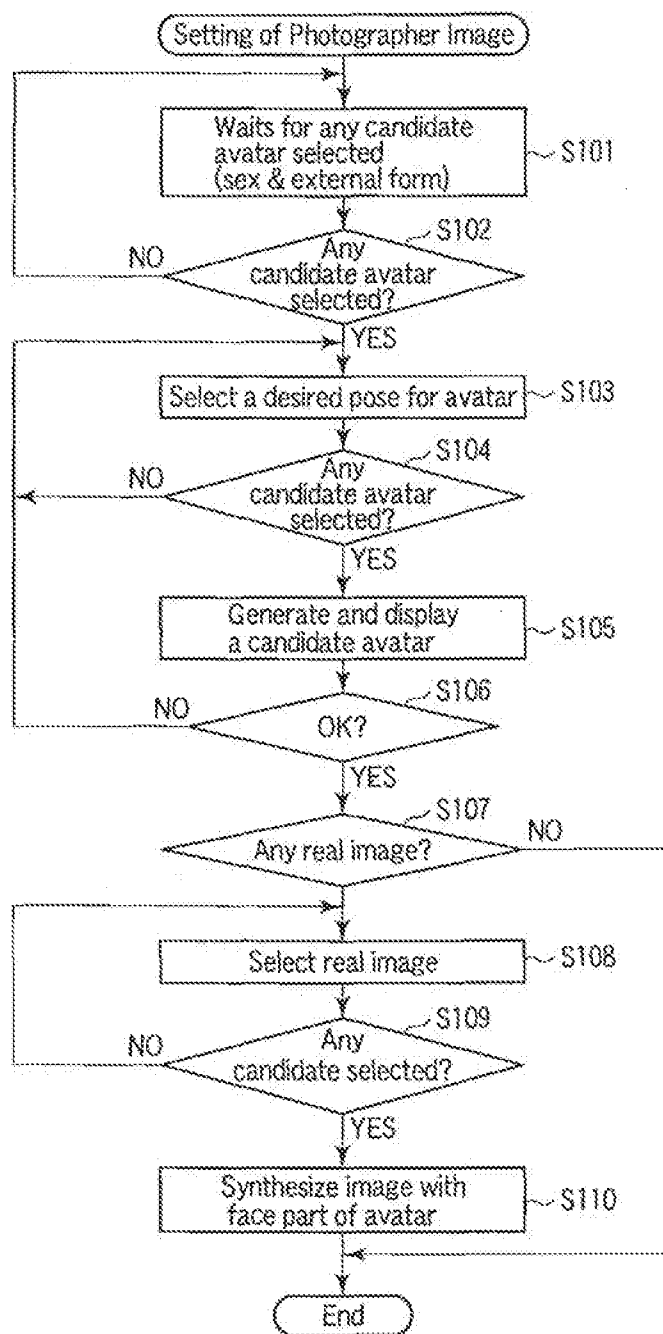 Setting of Photographer Image
Waits for any candidate
avatar selected
(sex & external form)
S101
S102
Any
candidate avatar
selected?
NO
YES
Select a desired pose for avatar
S103
S104
Any
candidate avatar
selected?
NO
YES
Generate and display
a candidate avatar
S105
S106
OK?
NO
YES
S107
Any real image?
NO
Select real image
S108
S109
Any
candidate selected?
NO
YES
Synthesize image with
face part of avatar
S110
End